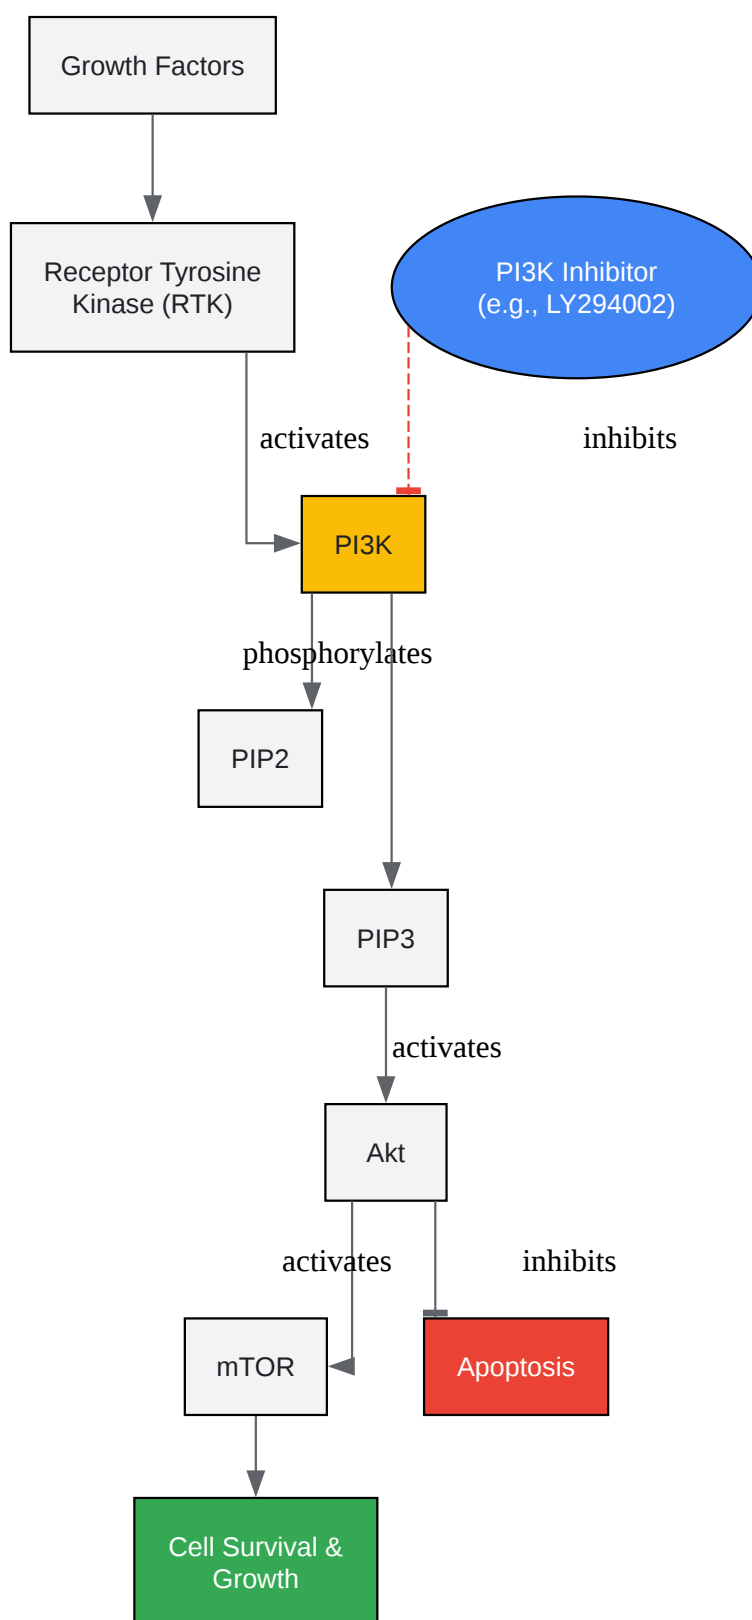 Growth Factors
Receptor Tyrosine
Kinase (RTK)
PI3K Inhibitor
(e.g., LY294002)
activates
inhibits
PI3K
phosphorylates
PIP2
PIP3
activates
Akt
activates
inhibits
mTOR
Apoptosis
Cell Survival &
Growth